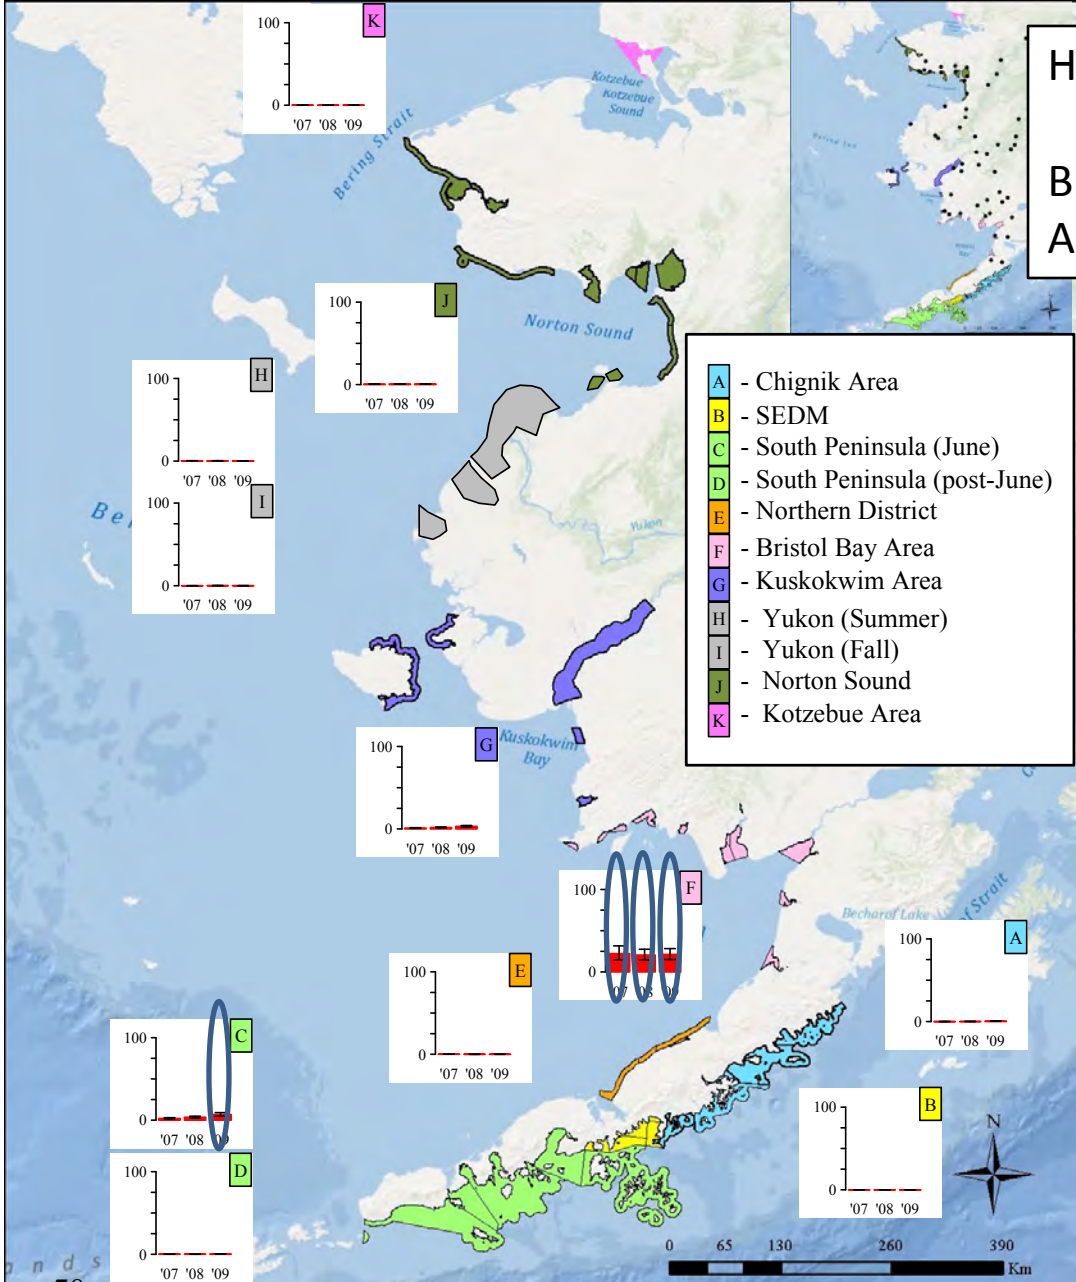 100
0
'07 '08 '09
K
Kotzebue
Kotzebue
Sound
Bering Strait
H
B
A
100
0
'07 '08 '09
J
Norton Sound
100
0
'07 '08 '09
H
100
0
'07 '08 '09
I
Be
Yukon
A - Chignik Area
B - SEDM
C - South Peninsula (June)
D - South Peninsula (post-June)
E - Northern District
F - Bristol Bay Area
G - Kuskokwim Area
H - Yukon (Summer)
I - Yukon (Fall)
J - Norton Sound
K - Kotzebue Area
100
0
'07 '08 '09
G
Kuskokwim
Bay
100
0
F
Becharof Lake
of Strait
100
0
'07 '08 '09
A
100
0
'07 '08 '09
E
100
0
'07 '08
C
100
0
'07 '08 '09
B
100
0
'07 '08 '09
D
N
0 65 130 260 390
Km
ands